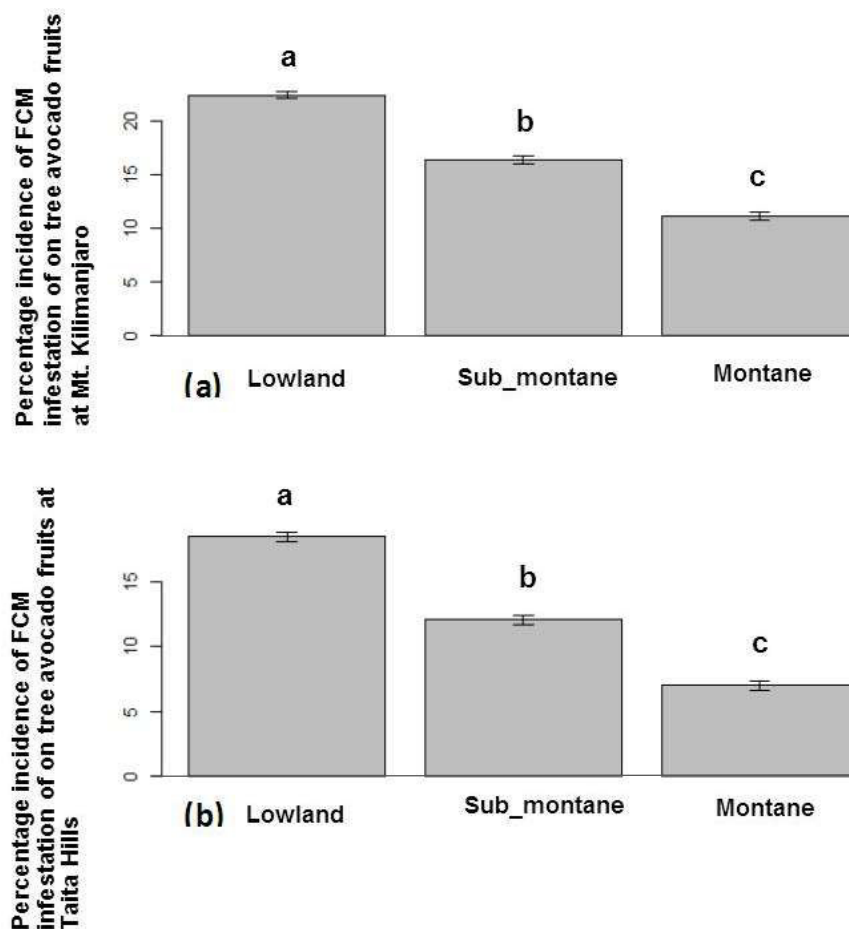 Percentage incidence of FCM
infestation of on tree avocado fruits
at Mt. Kilimanjaro
20
15
10
5
0
a
b
c
(a)
Lowland
Sub_montane
Montane
Percentage incidence of FCM
infestation of on tree avocado fruits at
Taita Hills
15
10
5
0
a
b
c
(b)
Lowland
Sub_montane
Montane